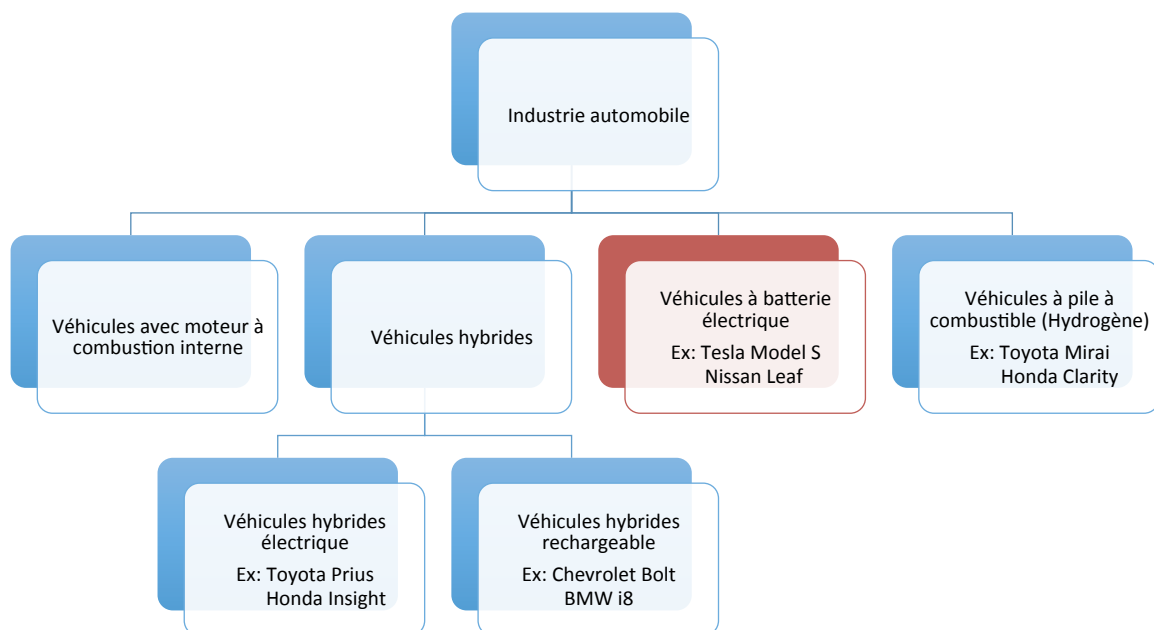 Industrie automobile
Véhicules avec moteur à
combustion interne
Véhicules hybrides
Véhicules à batterie
électrique
Ex: Tesla Model S
Nissan Leaf
Véhicules à pile à
combustible (Hydrogène)
Ex: Toyota Mirai
Honda Clarity
Véhicules hybrides
électrique
Ex: Toyota Prius
Honda Insight
Véhicules hybrides
rechargeable
Ex: Chevrolet Bolt
BMW i8